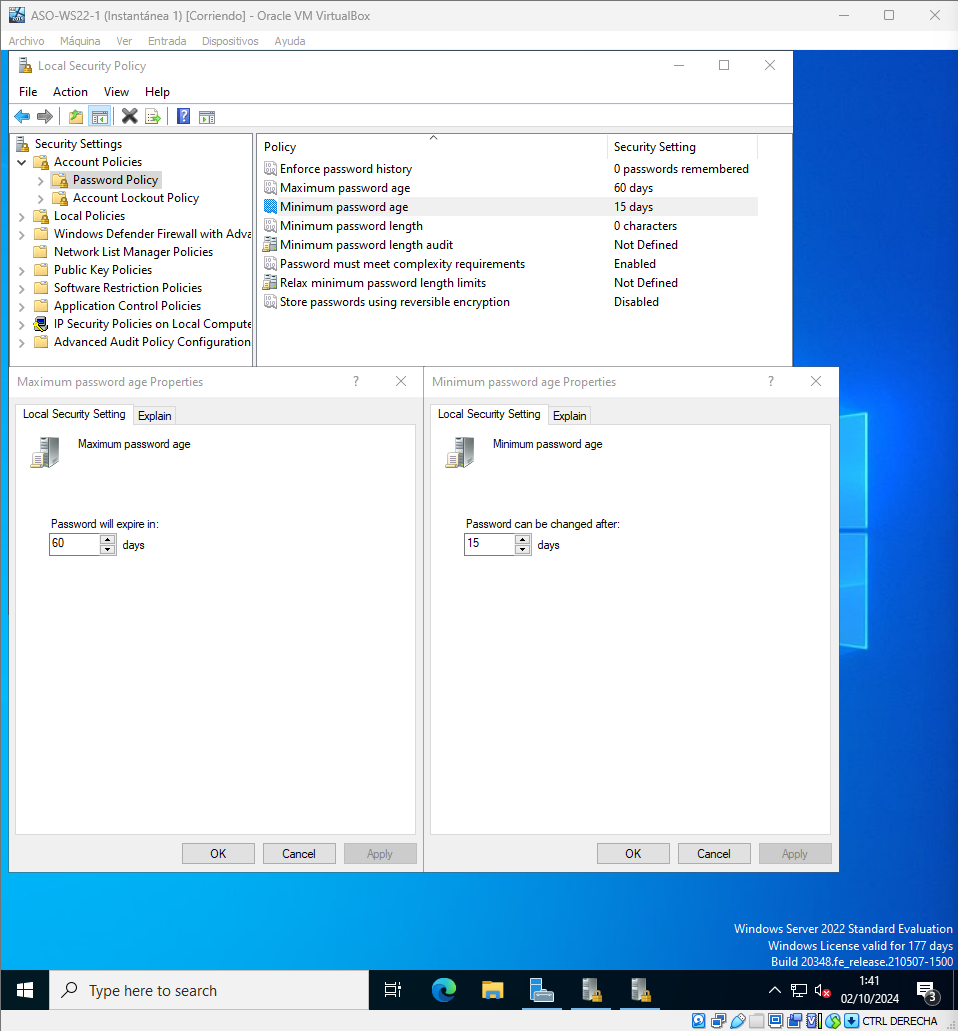 ASO-WS22-1 (Instantánea 1) [Corriendo] - Oracle VM VirtualBox
Archivo Máquina Ver Entrada Dispositivos Ayuda
Local Security Policy
File Action View Help
Security Settings
Account Policies
Password Policy
Account Lockout Policy
Local Policies
Windows Defender Firewall with Adva
Network List Manager Policies
Public Key Policies
Software Restriction Policies
Application Control Policies
IP Security Policies on Local Compute
Advanced Audit Policy Configuration
Policy Security Setting
Enforce password history 0 passwords remembered
Maximum password age 60 days
Minimum password age 15 days
Minimum password length 0 characters
Minimum password length audit Not Defined
Password must meet complexity requirements Enabled
Relax minimum password length limits Not Defined
Store passwords using reversible encryption Disabled
Maximum password age Properties ?
Local Security Setting Explain
Maximum password age
Password will expire in:
60 days
OK Cancel Apply
Minimum password age Properties ?
Local Security Setting Explain
Minimum password age
Password can be changed after:
15 days
OK Cancel Apply
Windows Server 2022 Standard Evaluation
Windows License valid for 177 days
Build 20348.fe_release.210507-1500
Type here to search
1:41
02/10/2024
3
CTRL DERECHA